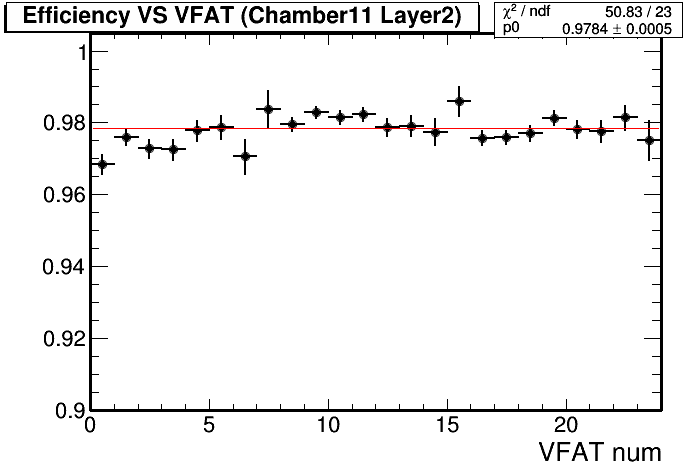 Efficiency VS VFAT (Chamber11 Layer2)
χ² / ndf 50.83 / 23
p0 0.9784 ± 0.0005
1
0.98
0.96
0.94
0.92
0.9
0 5 10 15 20
VFAT num